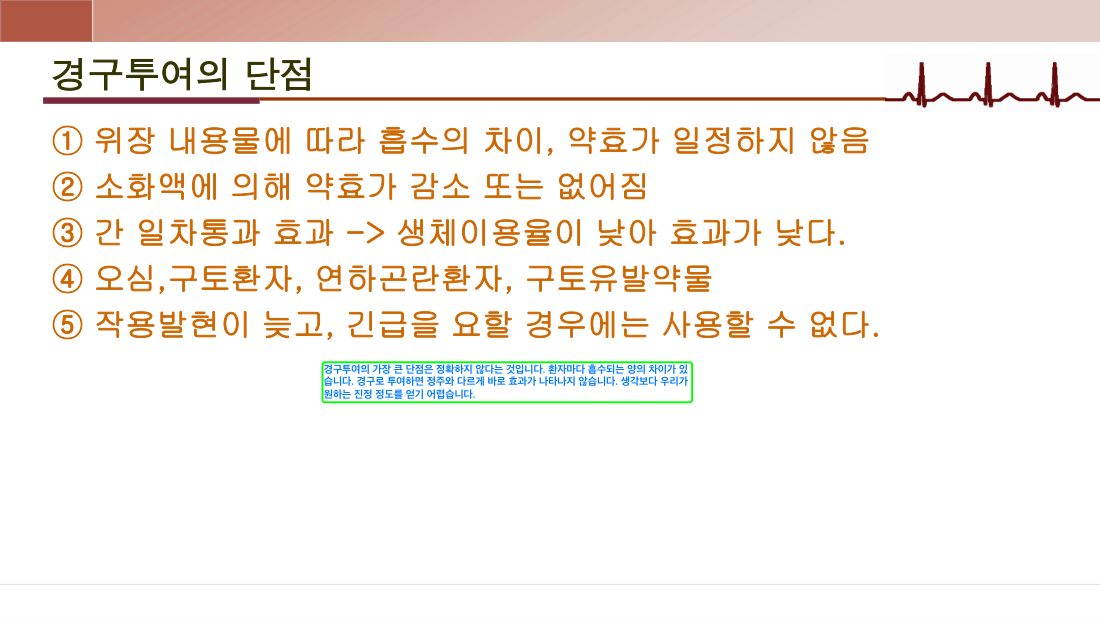 경구투여의 단점
① 위장 내용물에 따라 흡수의 차이, 약효가 일정하지 않음
② 소화액에 의해 약효가 감소 또는 없어짐
③ 간 일차통과 효과 -> 생체이용율이 낮아 효과가 낮다.
④ 오심,구토환자, 연하곤란환자, 구토유발약물
⑤ 작용발현이 늦고, 긴급을 요할 경우에는 사용할 수 없다.
경구투여의 가장 큰 단점은 정확하지 않다는 것입니다. 환자마다 흡수되는 양의 차이가 있
습니다. 경구로 투여하면 정주와 다르게 바로 효과가 나타나지 않습니다. 생각보다 우리가
원하는 진정 정도를 얻기 어렵습니다.